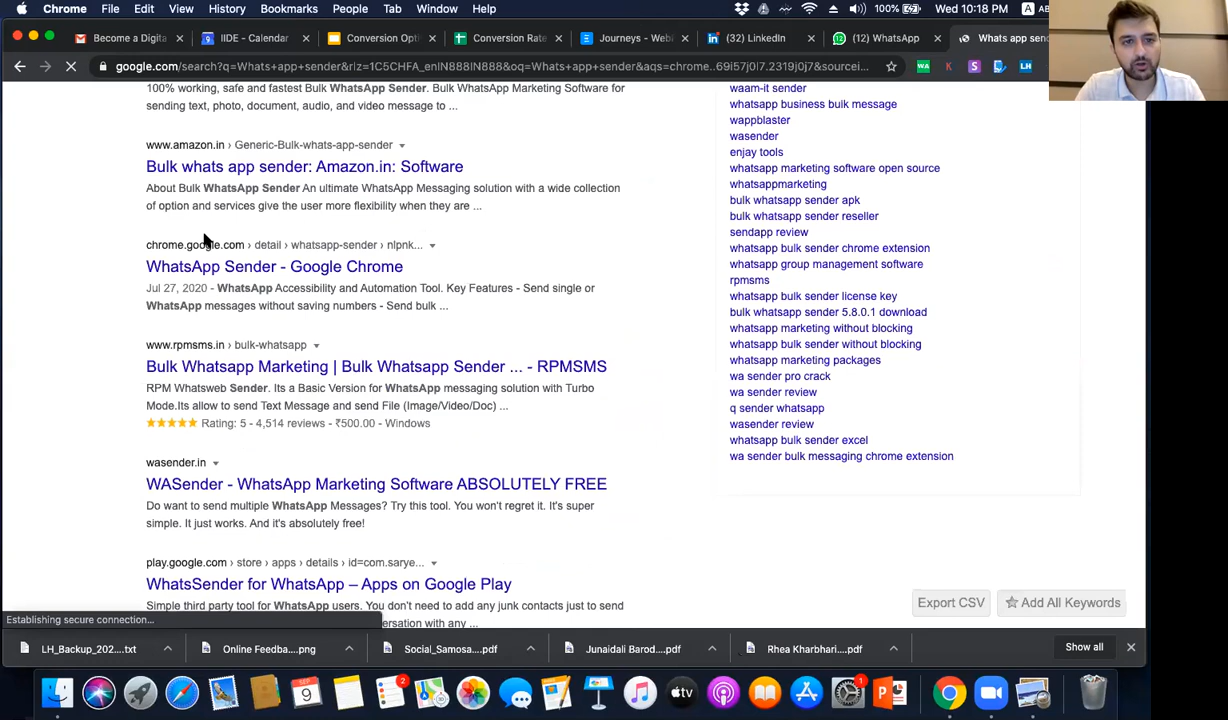 Chrome File Edit View History Bookmarks People Tab Window Help 100% Wed 10:18 PM A AB
Become a Digita
IIDE - Calendar
Conversion Opti
Conversion Rate
Journeys - WebE
(32) LinkedIn
(12) WhatsApp
Whats app send
google.com/search?q=Whats+app+sender&rlz=1C5CHFA_enIN888IN888&oq=Whats+app+sender&aqs=chrome..69i57j0l7.2319j0j7&sourcei...
100% working, safe and fastest Bulk WhatsApp Sender. Bulk WhatsApp Marketing Software for
sending text, photo, document, audio, and video message to ...
www.amazon.in › Generic-Bulk-whats-app-sender
Bulk whats app sender: Amazon.in: Software
About Bulk WhatsApp Sender An ultimate WhatsApp Messaging solution with a wide collection
of option and services give the user more flexibility when they are ...
chrome.google.com › detail › whatsapp-sender › nlpnk...
WhatsApp Sender - Google Chrome
Jul 27, 2020 - WhatsApp Accessibility and Automation Tool. Key Features - Send single or
WhatsApp messages without saving numbers - Send bulk ...
www.rpmsms.in › bulk-whatsapp
Bulk Whatsapp Marketing | Bulk Whatsapp Sender ... - RPMSMS
RPM Whatsweb Sender. Its a Basic Version for WhatsApp messaging solution with Turbo
Mode.Its allow to send Text Message and send File (Image/Video/Doc) ...
Rating: 5 - 4,514 reviews - ₹500.00 - Windows
wasender.in
WASender - WhatsApp Marketing Software ABSOLUTELY FREE
Do want to send multiple WhatsApp Messages? Try this tool. You won't regret it. It's super
simple. It just works. And it's absolutely free!
play.google.com › store › apps › details › id=com.sarye...
WhatsSender for WhatsApp – Apps on Google Play
Simple third party tool for WhatsApp users. You don't need to add any junk contacts just to send
ersation with any ...
waam-it sender
whatsapp business bulk message
wappblaster
wasender
enjay tools
whatsapp marketing software open source
whatsappmarketing
bulk whatsapp sender apk
bulk whatsapp sender reseller
sendapp review
whatsapp bulk sender chrome extension
whatsapp group management software
rpmsms
whatsapp bulk sender license key
bulk whatsapp sender 5.8.0.1 download
whatsapp marketing without blocking
whatsapp bulk sender without blocking
whatsapp marketing packages
wa sender pro crack
wa sender review
q sender whatsapp
wasender review
whatsapp bulk sender excel
wa sender bulk messaging chrome extension
Export CSV
Add All Keywords
Establishing secure connection...
LH_Backup_202....txt
Online Feedba....png
Social_Samosa....pdf
Junaidali Barod....pdf
Rhea Kharbhari....pdf
Show all
SEP
9
2
tv
1